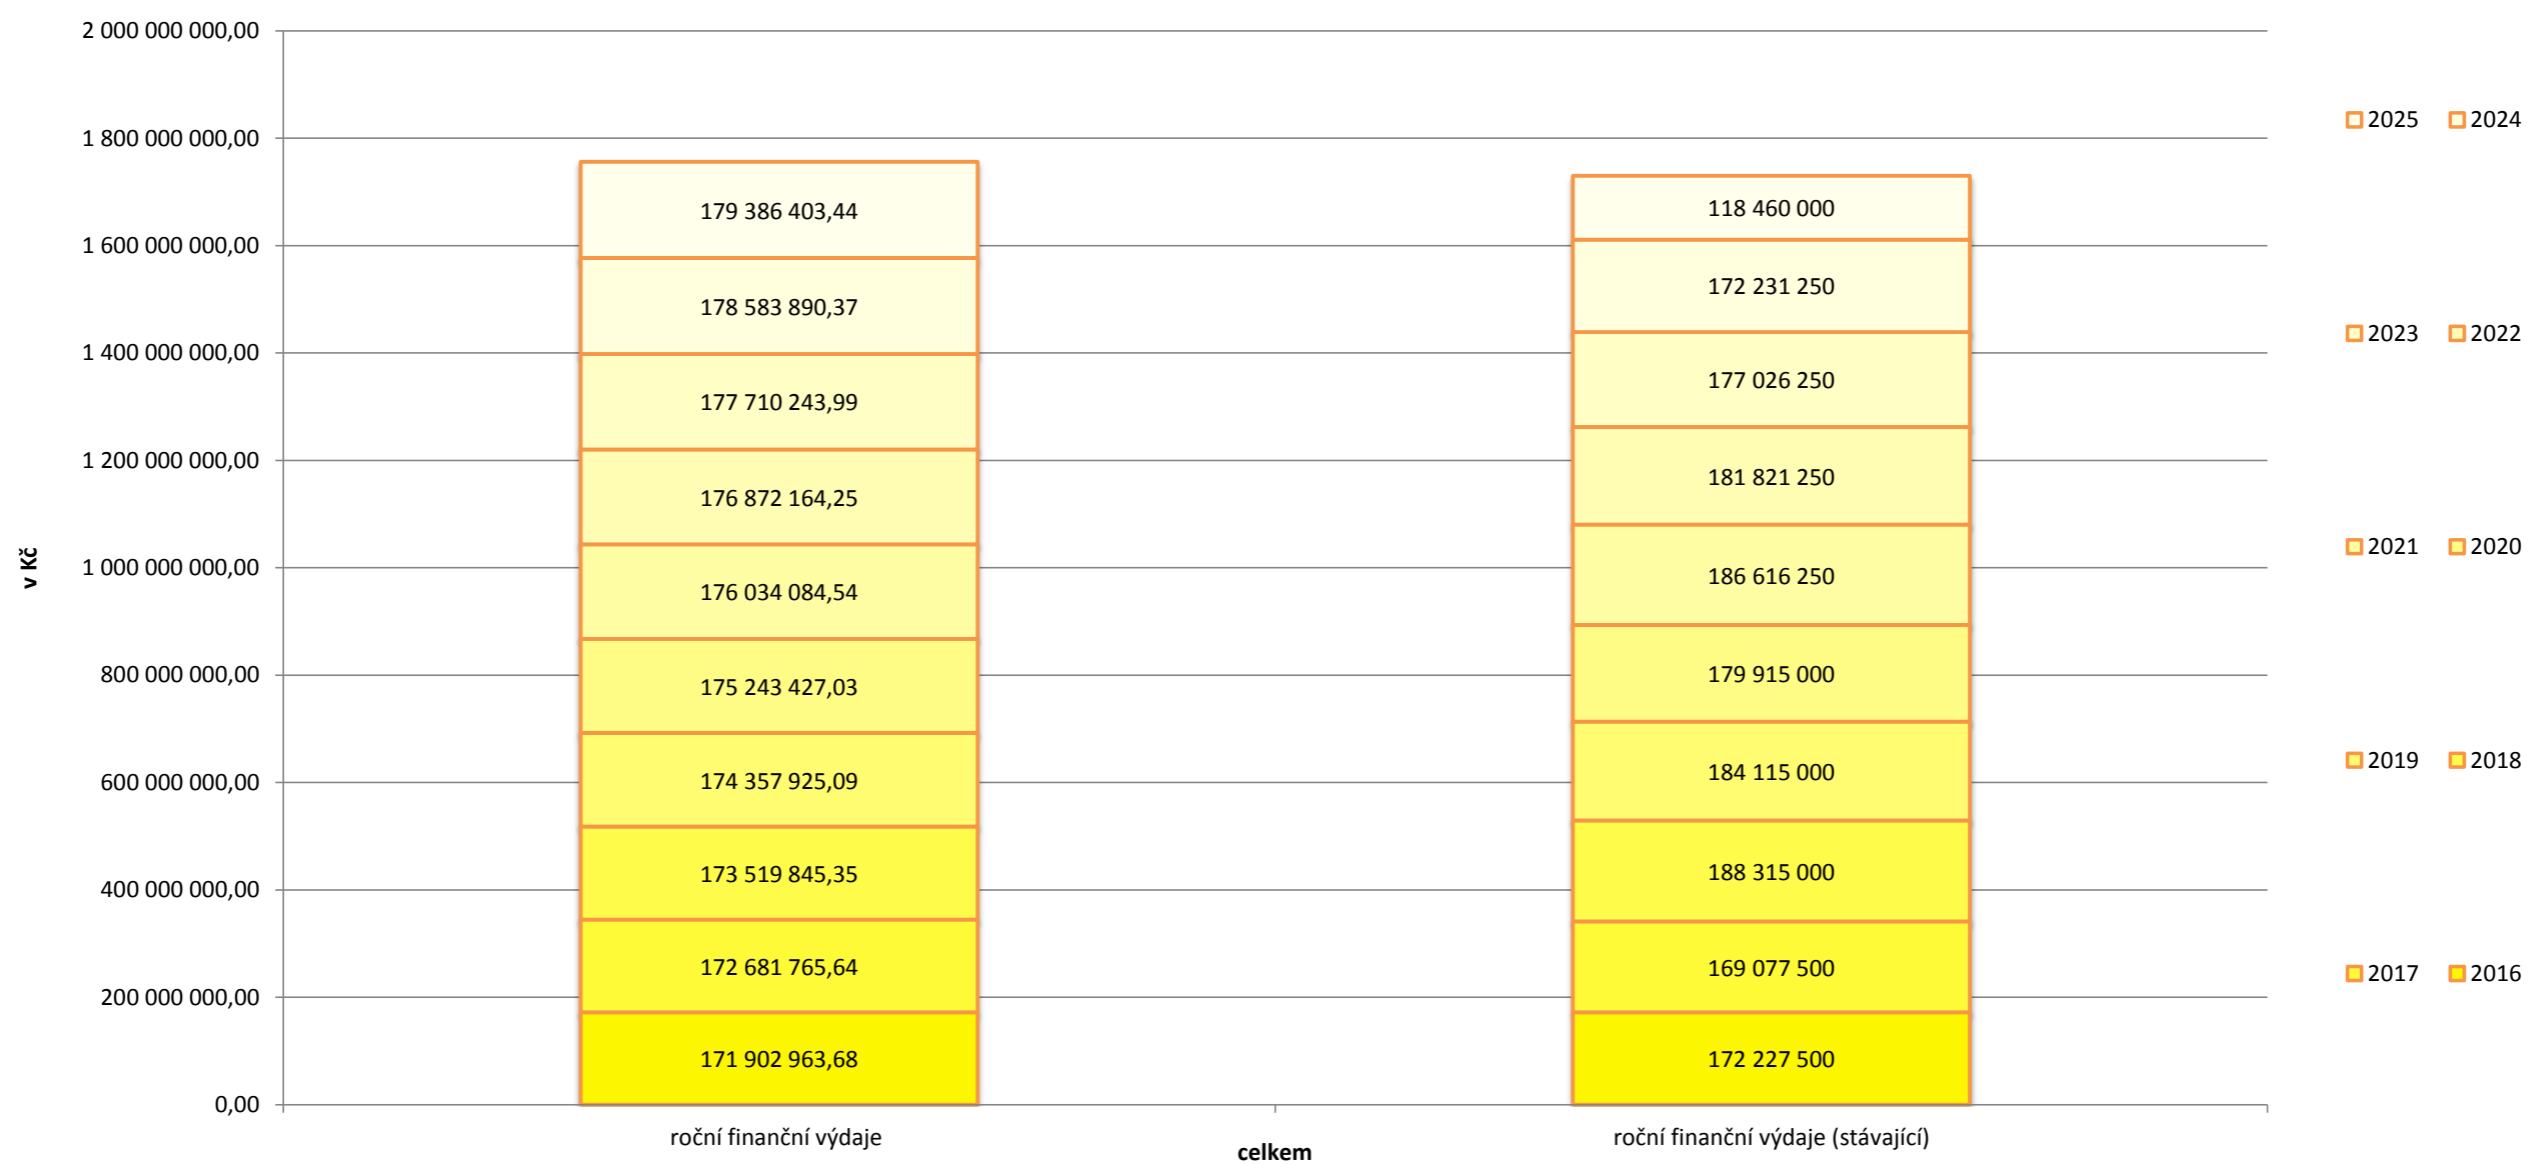 2 000 000 000,00
1 800 000 000,00
1 600 000 000,00
1 400 000 000,00
1 200 000 000,00
1 000 000 000,00
800 000 000,00
600 000 000,00
400 000 000,00
200 000 000,00
0,00
v Kč
179 386 403,44
178 583 890,37
177 710 243,99
176 872 164,25
176 034 084,54
175 243 427,03
174 357 925,09
173 519 845,35
172 681 765,64
171 902 963,68
118 460 000
172 231 250
177 026 250
181 821 250
186 616 250
179 915 000
184 115 000
188 315 000
169 077 500
172 227 500
roční finanční výdaje
roční finanční výdaje (stávající)
celkem
2025 2024
2023 2022
2021 2020
2019 2018
2017 2016